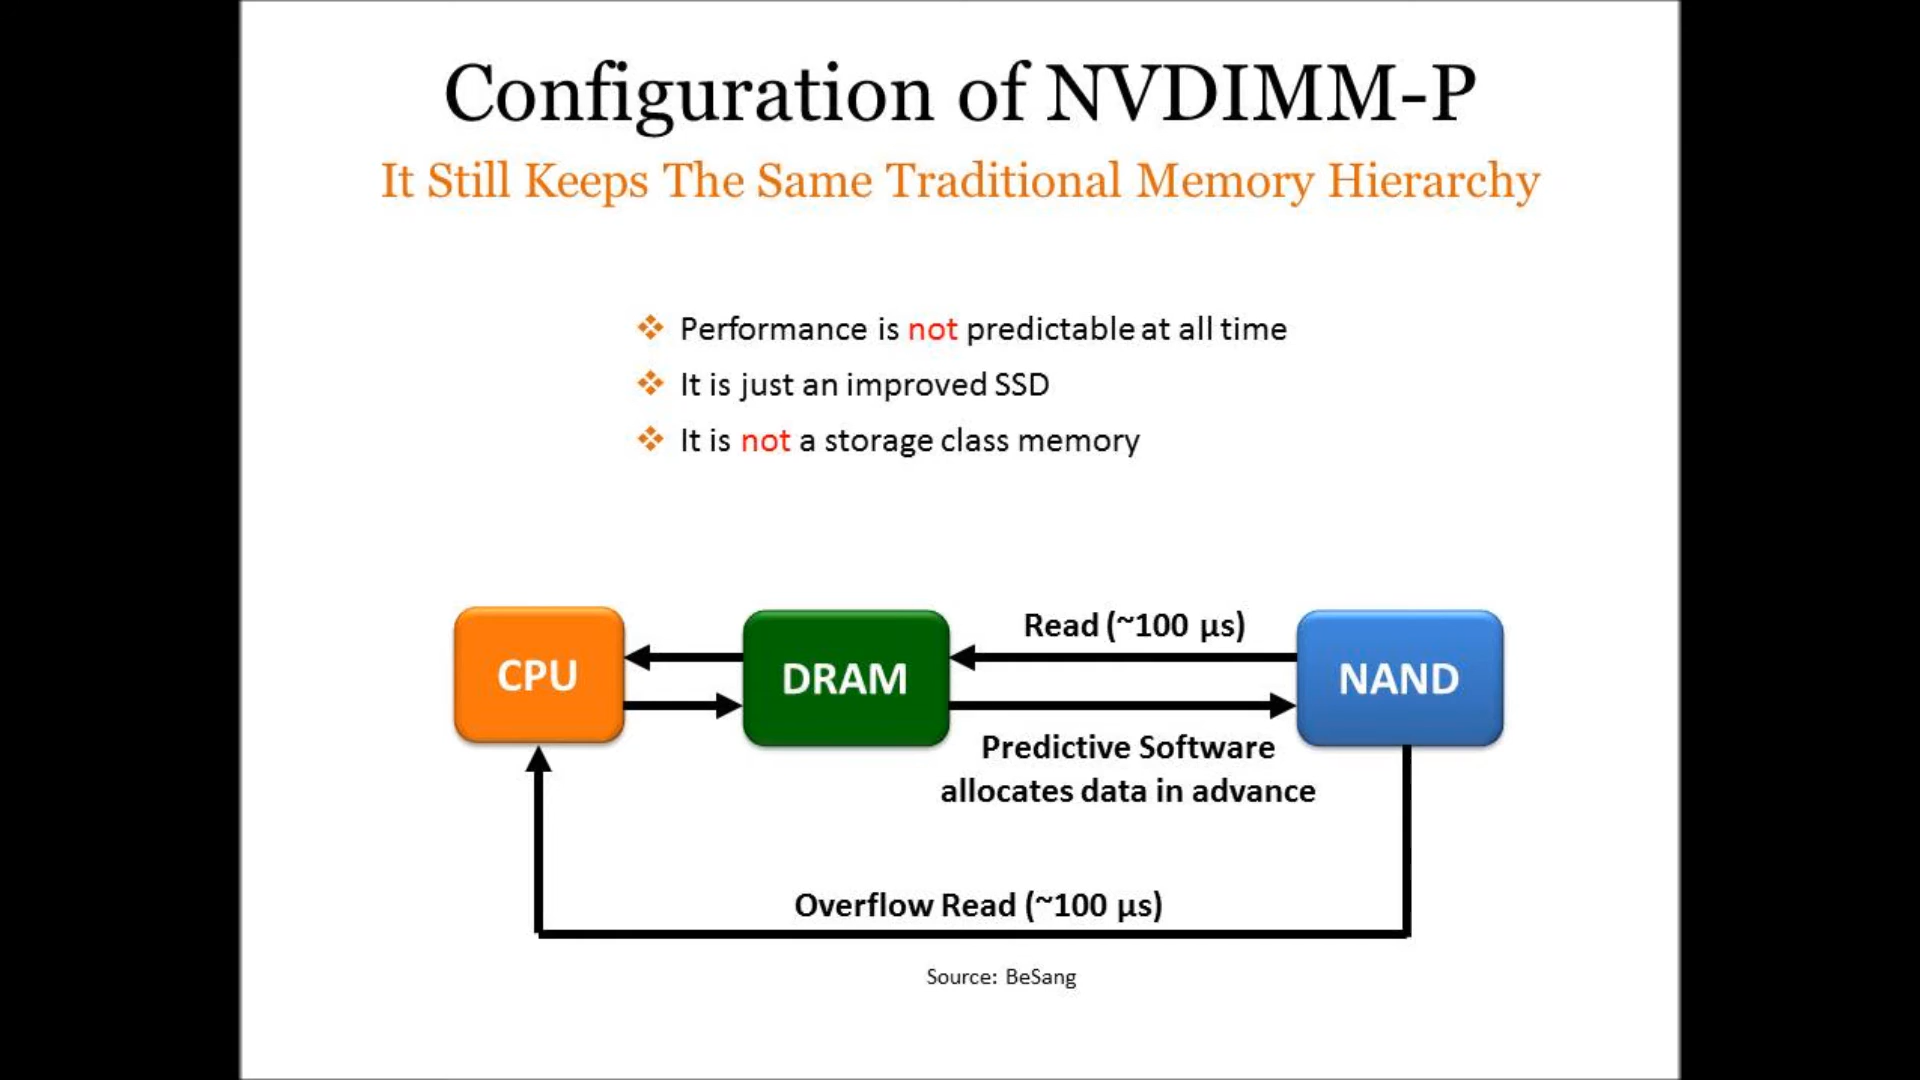 Configuration of NVDIMM-P
It Still Keeps The Same Traditional Memory Hierarchy
Performance is not predictable at all time
It is just an improved SSD
It is not a storage class memory
Read (~100 µs)
CPU
DRAM
NAND
Predictive Software
allocates data in advance
Overflow Read (~100 µs)
Source: BeSang